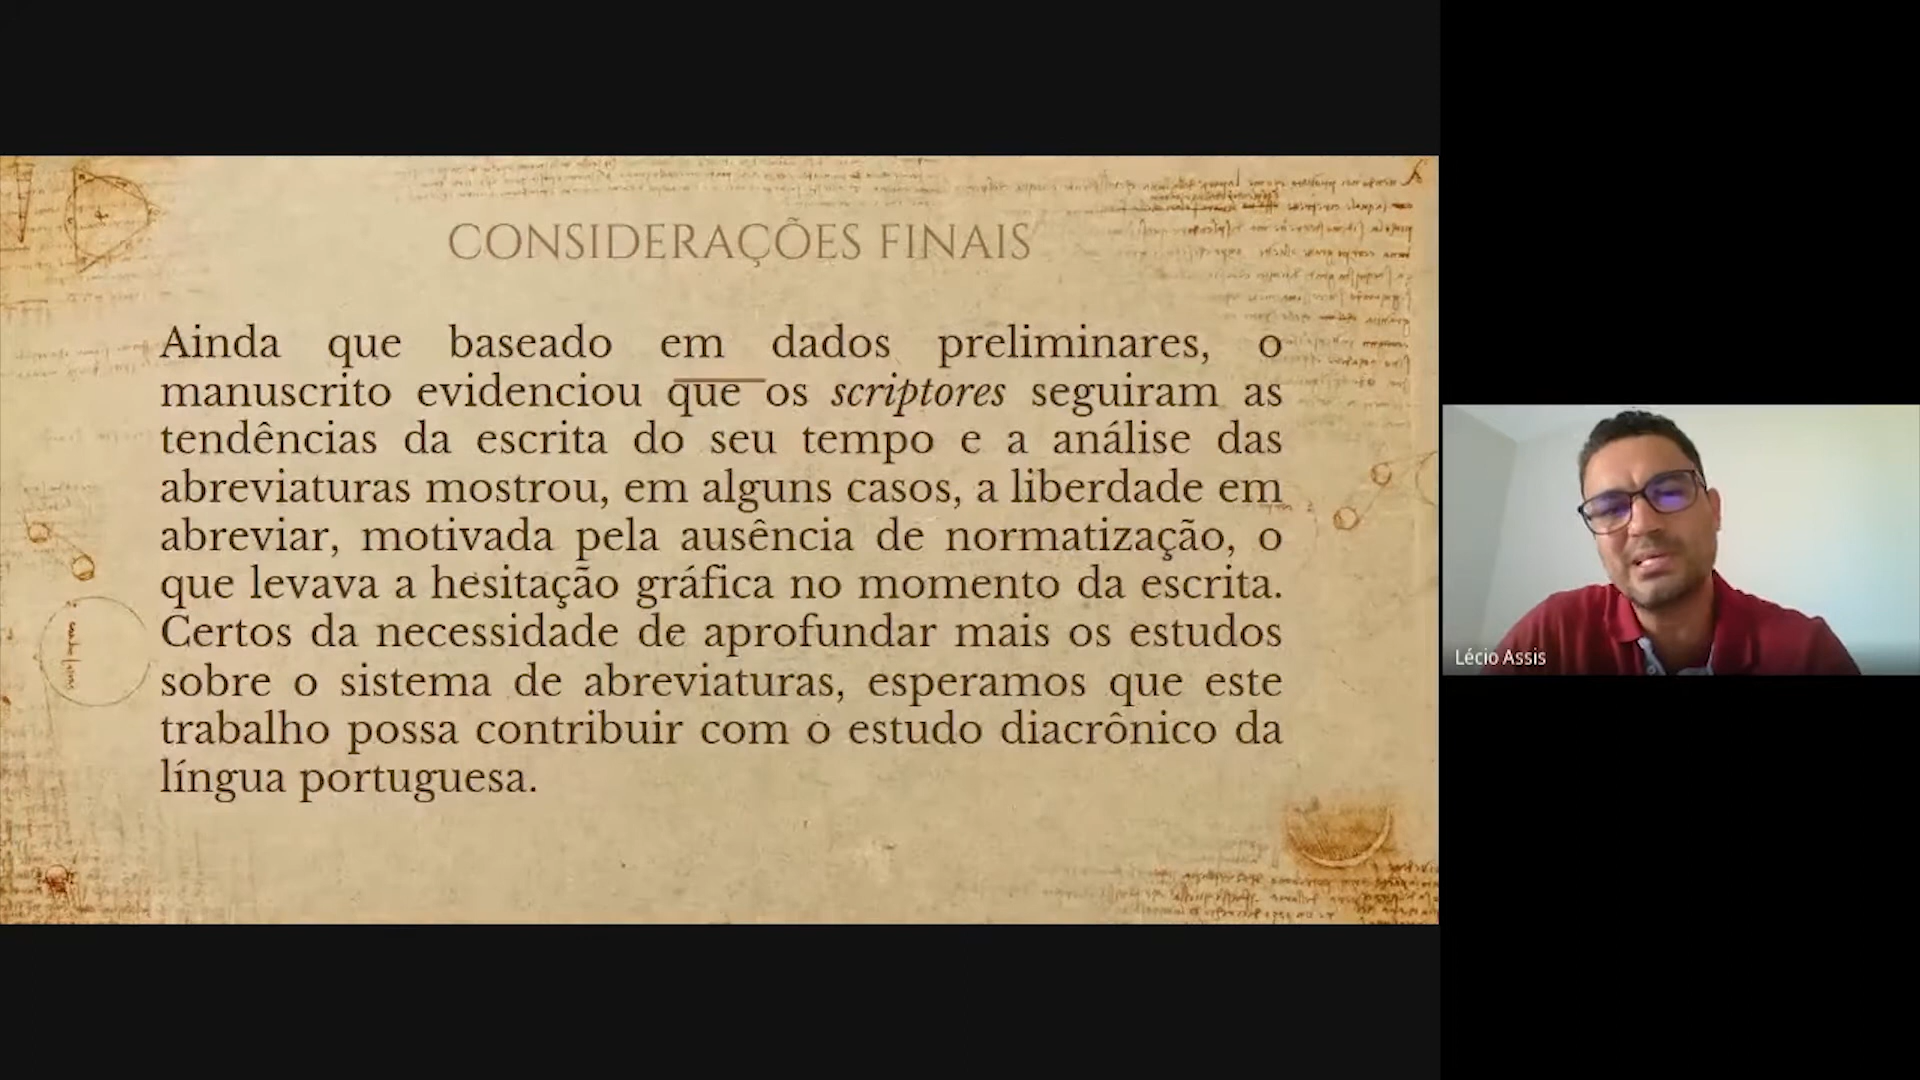 CONSIDERAÇÕES FINAIS
Ainda que baseado em dados preliminares, o
manuscrito evidenciou que os scriptores seguiram as
tendências da escrita do seu tempo e a análise das
abreviaturas mostrou, em alguns casos, a liberdade em
abreviar, motivada pela ausência de normatização, o
que levava a hesitação gráfica no momento da escrita.
Certos da necessidade de aprofundar mais os estudos
sobre o sistema de abreviaturas, esperamos que este
trabalho possa contribuir com o estudo diacrônico da
língua portuguesa.
Lécio Assis